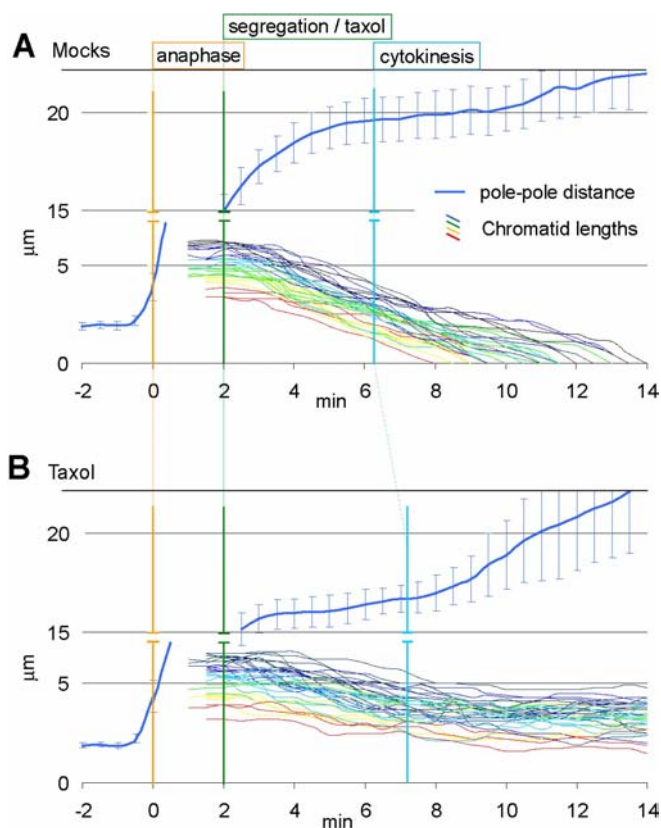 segregation / taxol
A Mocks
anaphase
cytokinesis
20
pole-pole distance
15
Chromatid lengths
µm
5
0
-2 0 2 4 6 8 10 12 14
min
B Taxol
20
15
µm
5
0
-2 0 2 4 6 8 10 12 14
min